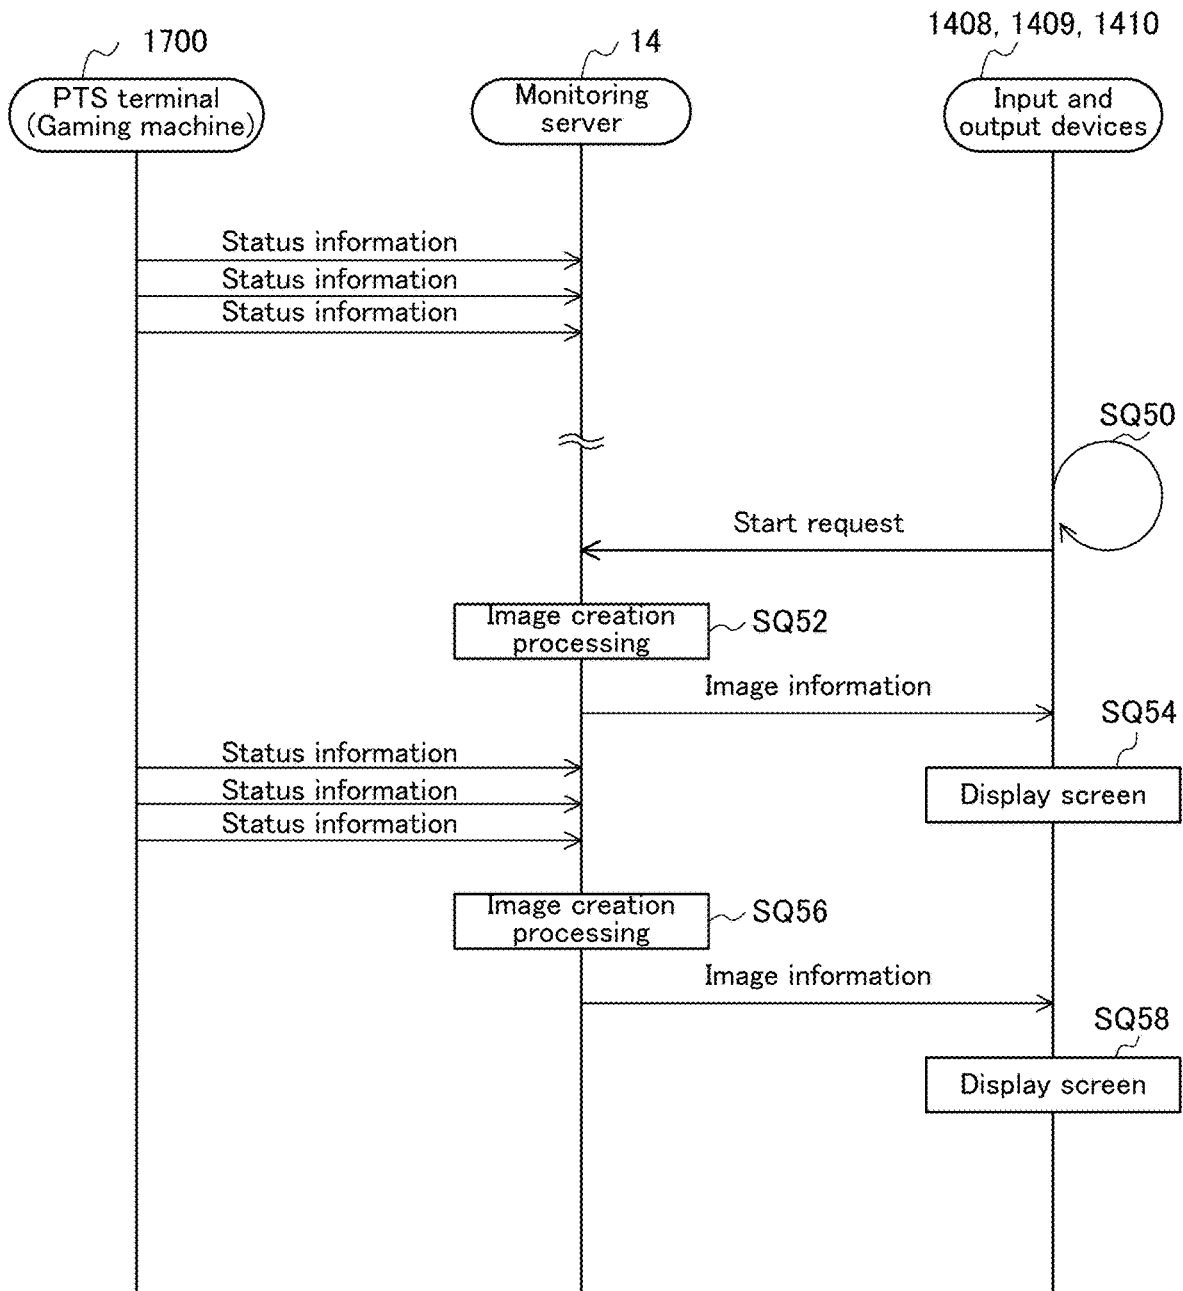 1700
14
1408, 1409, 1410
PTS terminal
(Gaming machine)
Monitoring
server
Input and
output devices
Status information
Status information
Status information
SQ50
Start request
Image creation
processing
SQ52
Image information
SQ54
Status information
Display screen
Status information
Status information
Image creation
processing
SQ56
Image information
SQ58
Display screen